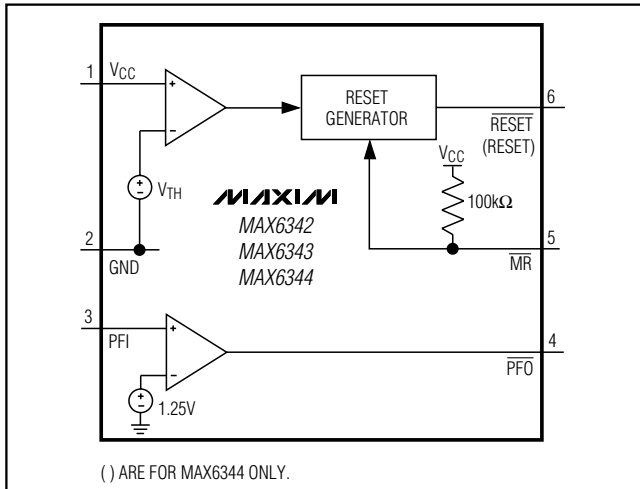 1 VCC
+
−
VTH
+
−
2
GND
RESET
GENERATOR
VCC
100kΩ
6
RESET
(RESET)
5
MR
MAXIM
MAX6342
MAX6343
MAX6344
3
PFI
+
−
+
−
1.25V
4
PFO
( ) ARE FOR MAX6344 ONLY.